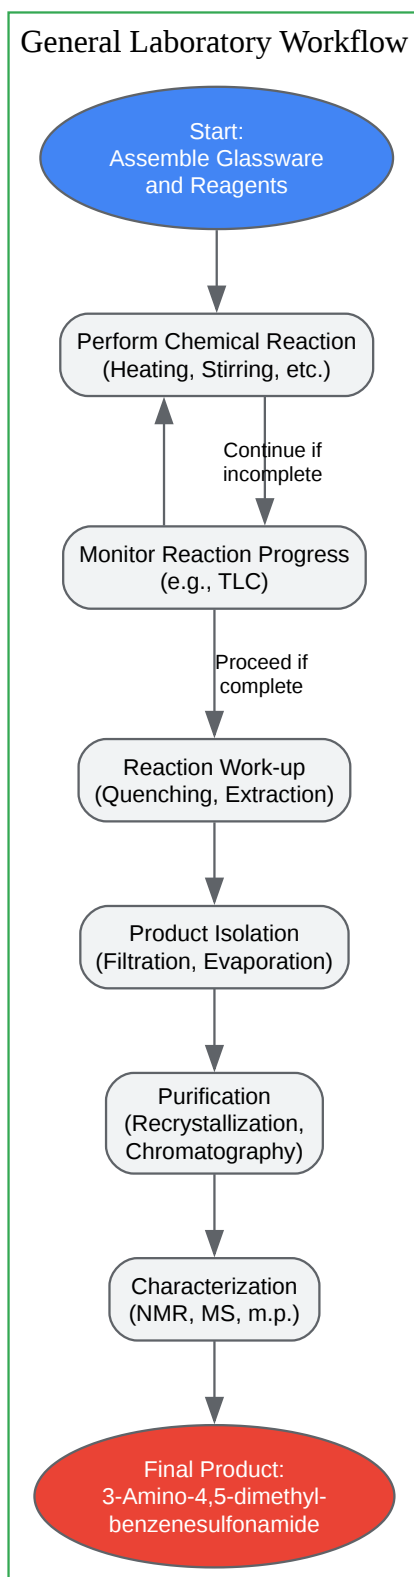 General Laboratory Workflow
Start:
Assemble Glassware
and Reagents
Perform Chemical Reaction
(Heating, Stirring, etc.)
Continue if
incomplete
Monitor Reaction Progress
(e.g., TLC)
Proceed if
complete
Reaction Work-up
(Quenching, Extraction)
Product Isolation
(Filtration, Evaporation)
Purification
(Recrystallization,
Chromatography)
Characterization
(NMR, MS, m.p.)
Final Product:
3-Amino-4,5-dimethyl-
benzenesulfonamide